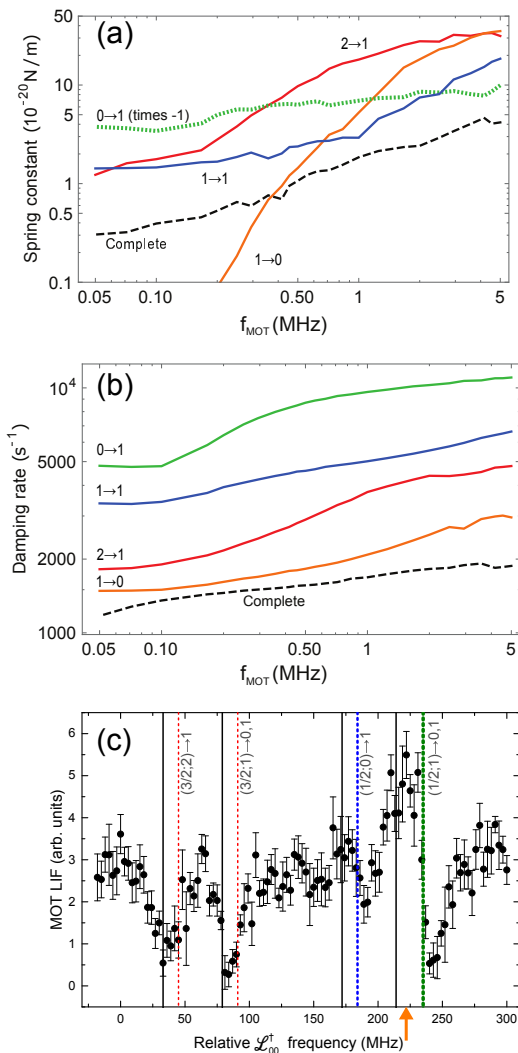 (a)
Spring constant (10⁻²⁰N/m)
50
10
5
1
0.5
0.1
2→1
0→1 (times -1)
1→1
Complete
1→0
0.05 0.10 0.50 1 5
f_MOT (MHz)
(b)
Damping rate (s⁻¹)
10⁴
5000
2000
1000
0→1
1→1
2→1
1→0
Complete
0.05 0.10 0.50 1 5
f_MOT (MHz)
(c)
MOT LIF (arb. units)
6
5
4
3
2
1
0
(3/2;2)→1
(3/2;1)→0,1
(1/2;0)→1
(1/2;1)→0,1
0 50 100 150 200 250 300
Relative ℒ₀₀† frequency (MHz)